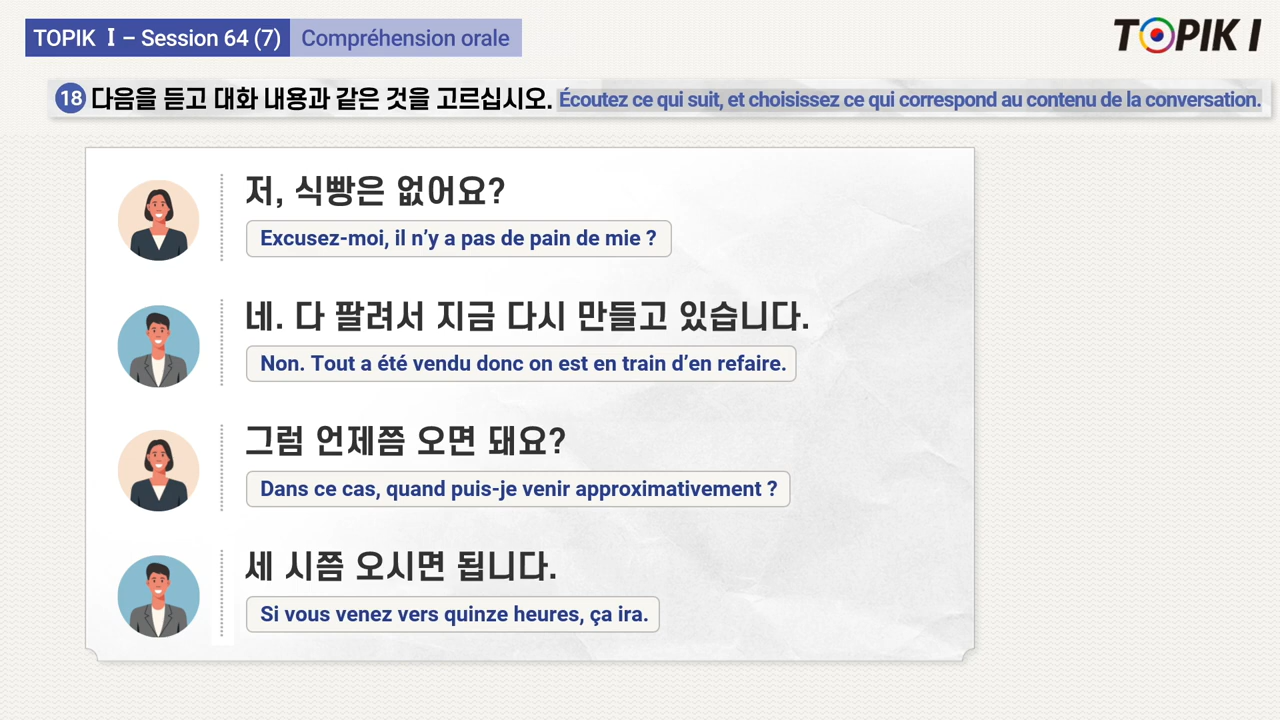 TOPIK Ⅰ – Session 64 (7) Compréhension orale
TOPIK I
18 다음을 듣고 대화 내용과 같은 것을 고르십시오. Écoutez ce qui suit, et choisissez ce qui correspond au contenu de la conversation.
저, 식빵은 없어요?
Excusez-moi, il n’y a pas de pain de mie ?
네. 다 팔려서 지금 다시 만들고 있습니다.
Non. Tout a été vendu donc on est en train d’en refaire.
그럼 언제쯤 오면 돼요?
Dans ce cas, quand puis-je venir approximativement ?
세 시쯤 오시면 됩니다.
Si vous venez vers quinze heures, ça ira.